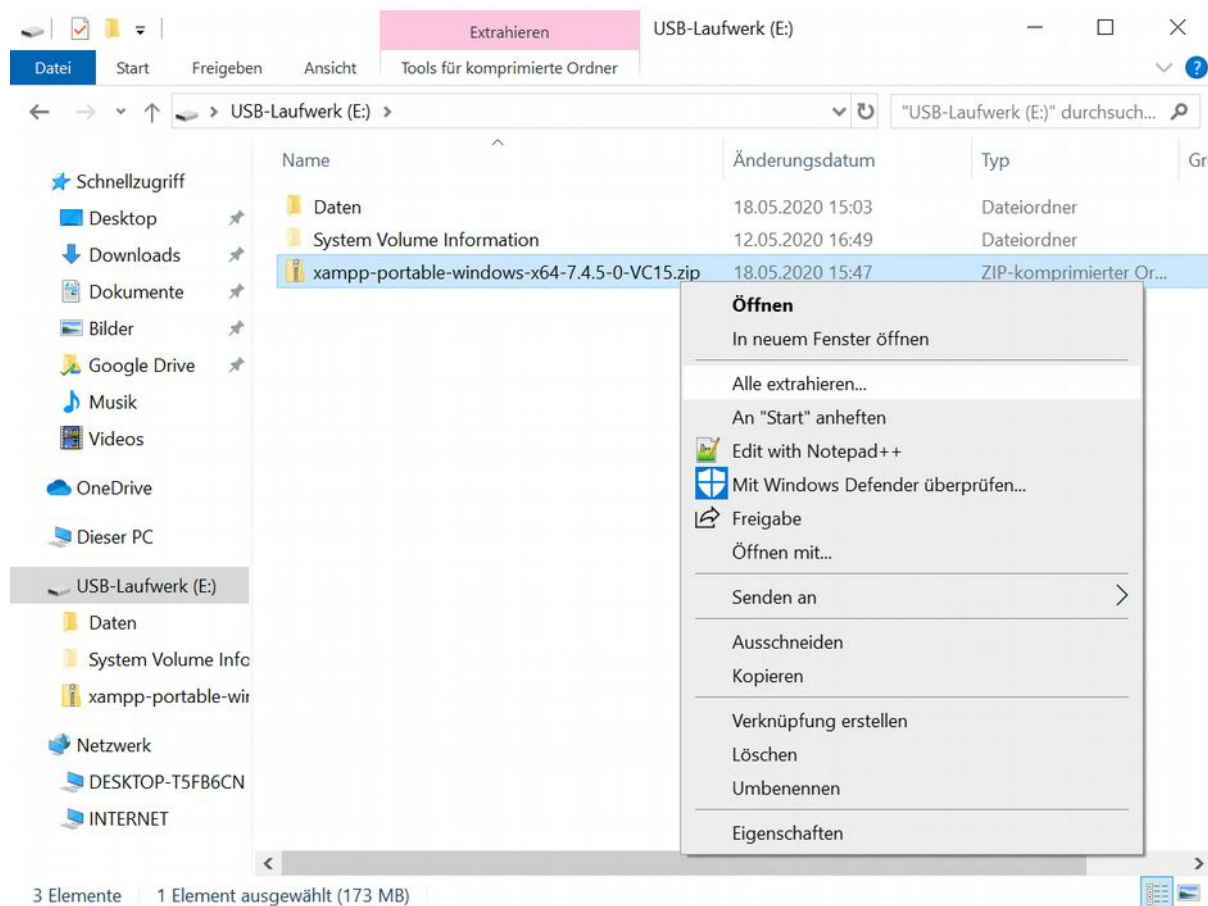 Extrahieren
USB-Laufwerk (E:)
Datei
Start
Freigeben
Ansicht
Tools für komprimierte Ordner
USB-Laufwerk (E:)
"USB-Laufwerk (E:)" durchsuch...
Schnellzugriff
Desktop
Downloads
Dokumente
Bilder
Google Drive
Musik
Videos
OneDrive
Dieser PC
USB-Laufwerk (E:)
Daten
System Volume Info
xampp-portable-wir
Netzwerk
DESKTOP-T5FB6CN
INTERNET
Name Änderungsdatum Typ Gr
Daten 18.05.2020 15:03 Dateiordner
System Volume Information 12.05.2020 16:49 Dateiordner
xampp-portable-windows-x64-7.4.5-0-VC15.zip 18.05.2020 15:47 ZIP-komprimierter Or...
Öffnen
In neuem Fenster öffnen
Alle extrahieren...
An "Start" anheften
Edit with Notepad++
Mit Windows Defender überprüfen...
Freigabe
Öffnen mit...
Senden an
Ausschneiden
Kopieren
Verknüpfung erstellen
Löschen
Umbenennen
Eigenschaften
3 Elemente 1 Element ausgewählt (173 MB)